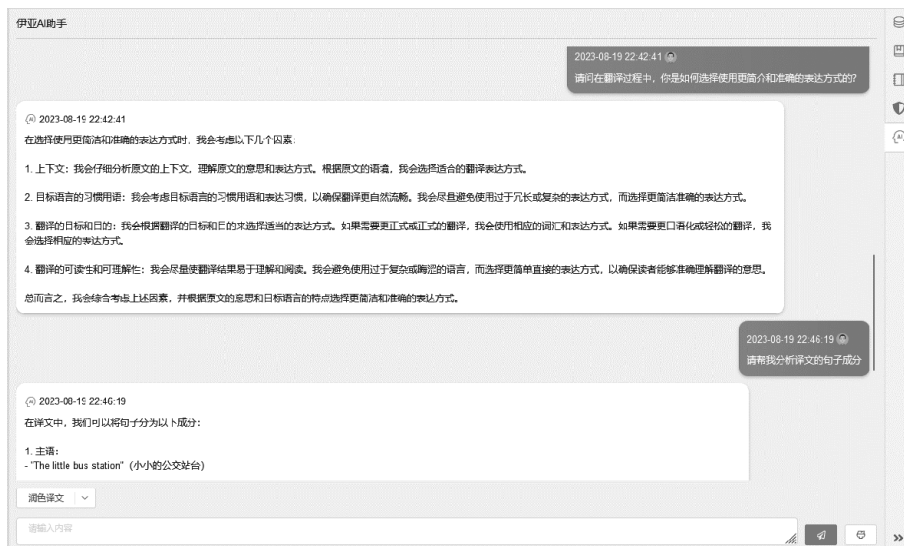 伊亚AI助手
2023-08-19 22:42:41
请问在翻译过程中，你是如何选择使用更简介和准确的表达方式的?
2023-08-19 22:42:41
在选择使用更简洁和准确的表达方式时，我会考虑以下几个因素:
1. 上下文：我会仔细分析原文的上下文，理解原文的意思和表达方式。根据原文的语境，我会选择适合的翻译表达方式。
2. 目标语言的习惯用语：我会考虑目标语言的习惯用语和表达习惯，以确保翻译更自然流畅。我会尽量避免使用过于冗长或复杂的表达方式，而选择更简洁准确的表达方式。
3. 翻译的目标和目的：我会根据翻译的目标和目的来选择适当的表达方式。如果需要更正式或正式的翻译，我会使用相应的词汇和表达方式。如果需要更口语化或轻松的翻译，我
会选择相应的表达方式。
4. 翻译的可读性和可理解性：我会尽量使翻译结果易于理解和阅读。我会避免使用过于复杂或晦涩的语言，而选择更简单直接的表达方式，以确保读者能够准确理解翻译的意思。
总而言之，我会综合考虑上述因素，并根据原文的意思和目标语言的特点选择更简洁和准确的表达方式。
2023-08-19 22:46:19
请帮我分析译文的句子成分
2023-08-19 22:46:19
在译文中，我们可以将句子分为以下成分：
1. 主语：
- "The little bus station"（小小的公交站台）
润色译文
请输入内容